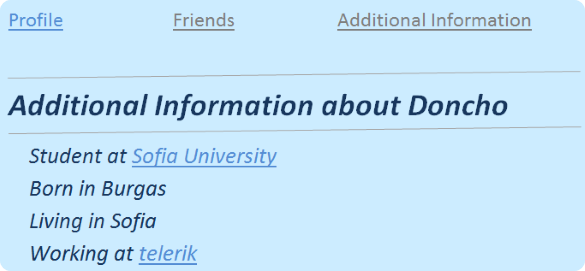 Profile Friends Additional Information
Additional Information about Doncho
Student at Sofia University
Born in Burgas
Living in Sofia
Working at telerik